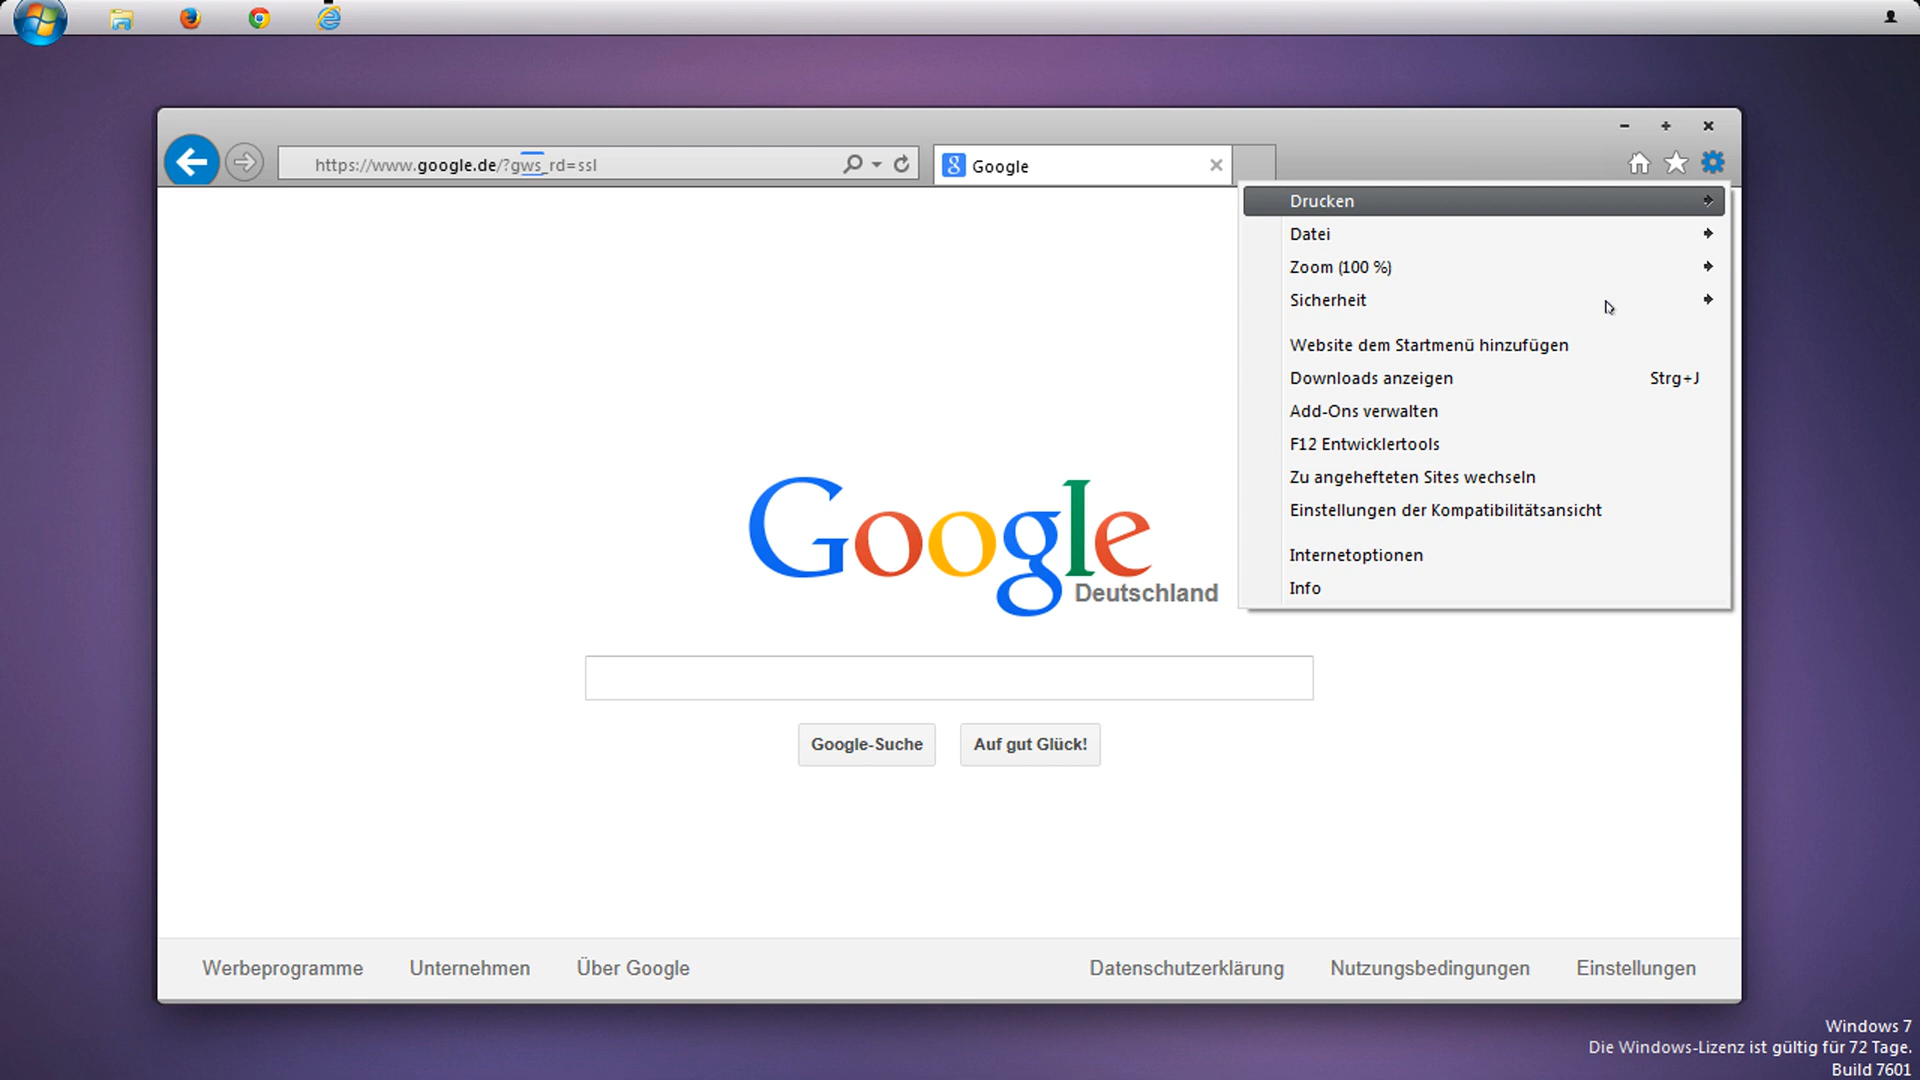 https://www.google.de/?gws_rd=ssl
Google
Drucken
Datei
Zoom (100 %)
Sicherheit
Website dem Startmenü hinzufügen
Downloads anzeigen Strg+J
Add-Ons verwalten
F12 Entwicklertools
Zu angehefteten Sites wechseln
Einstellungen der Kompatibilitätsansicht
Internetoptionen
Info
Google
Deutschland
Google-Suche Auf gut Glück!
Werbeprogramme Unternehmen Über Google Datenschutzerklärung Nutzungsbedingungen Einstellungen
Windows 7
Die Windows-Lizenz ist gültig für 72 Tage.
Build 7601